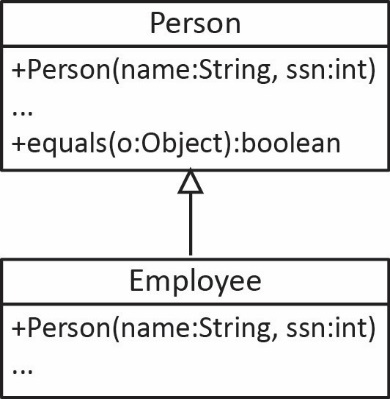 Person
+Person(name:String, ssn:int)
...
+equals(o:Object):boolean
Employee
+Person(name:String, ssn:int)
...